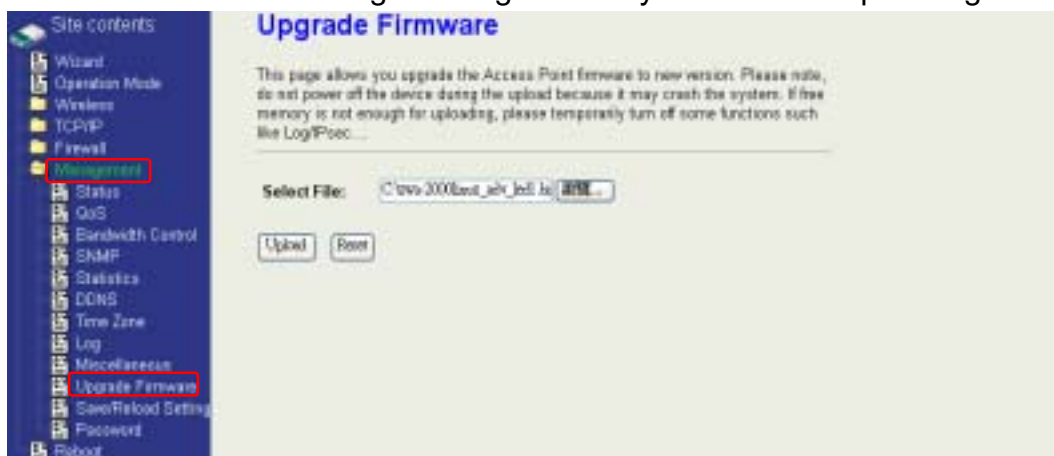 Site contents
Wizard
Operation Mode
Wireless
TCP/IP
Firewall
Management
Status
QoS
Bandwidth Control
SNMP
Statistics
DDNS
Time Zone
Log
Miscellaneous
Upgrade Firmware
Save/Reload Setting
Password
Reboot
Upgrade Firmware
This page allows you upgrade the Access Point firmware to new version. Please note,
do not power off the device during the upload because it may crash the system. If free
memory is not enough for uploading, please temporarily turn off some functions such
like Log/IPsec....
Select File:
Upload Reset